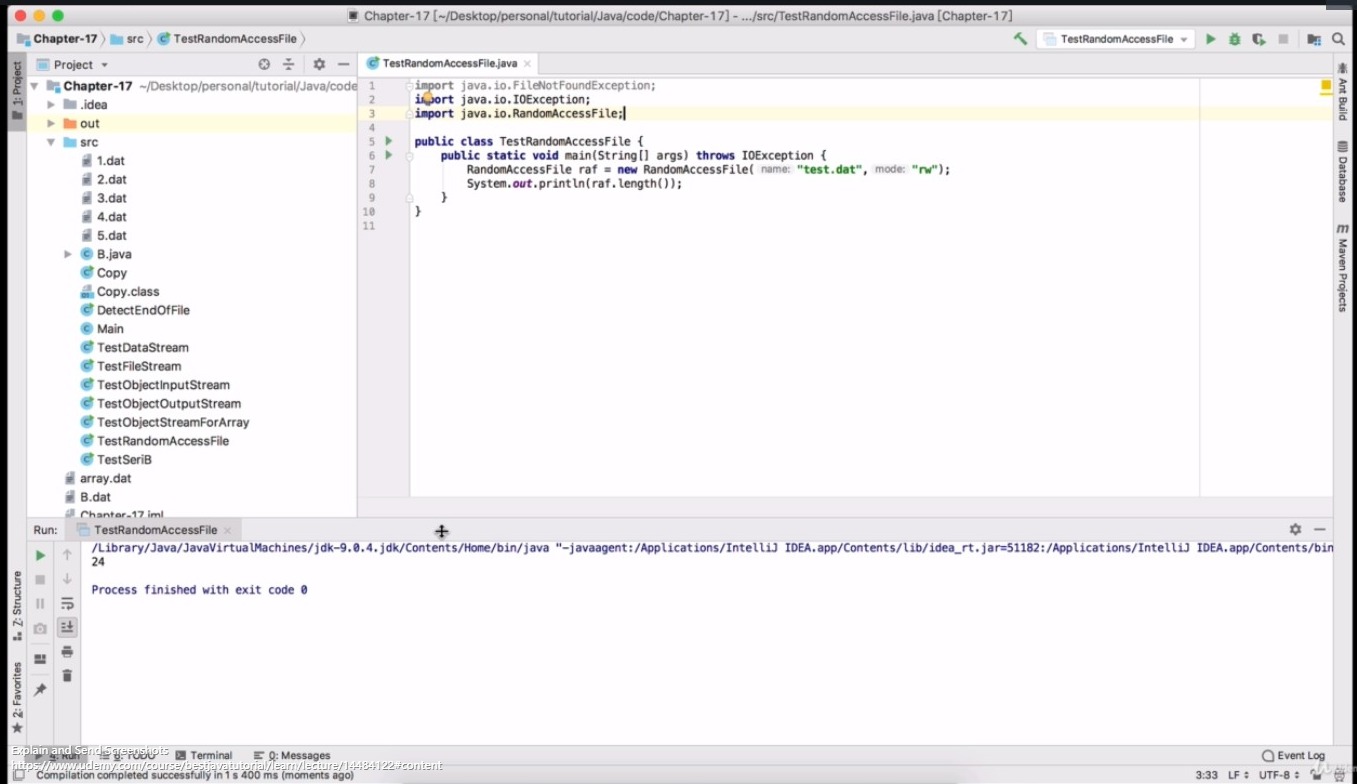 Chapter-17 [~/Desktop/personal/tutorial/Java/code/Chapter-17] - .../src/TestRandomAccessFile.java [Chapter-17]
Chapter-17 src TestRandomAccessFile
TestRandomAccessFile
1: Project
Project
TestRandomAccessFile.java
Chapter-17 ~/Desktop/personal/tutorial/Java/code
.idea
out
src
1.dat
2.dat
3.dat
4.dat
5.dat
B.java
Copy
Copy.class
DetectEndOfFile
Main
TestDataStream
TestFileStream
TestObjectInputStream
TestObjectOutputStream
TestObjectStreamForArray
TestRandomAccessFile
TestSeriB
array.dat
B.dat
Chapter-17.iml
1 import java.io.FileNotFoundException;
2 import java.io.IOException;
3 import java.io.RandomAccessFile;
4
5 public class TestRandomAccessFile {
6 public static void main(String[] args) throws IOException {
7 RandomAccessFile raf = new RandomAccessFile( name: "test.dat", mode: "rw");
8 System.out.println(raf.length());
9 }
10 }
11
Ant Build
Database
Maven Projects
Run: TestRandomAccessFile
/Library/Java/JavaVirtualMachines/jdk-9.0.4.jdk/Contents/Home/bin/java "-javaagent:/Applications/IntelliJ IDEA.app/Contents/lib/idea_rt.jar=51182:/Applications/IntelliJ IDEA.app/Contents/bin
24
Process finished with exit code 0
Z: Structure
2: Favorites
Explain and Send Screenshots
4: Run 6: TODO Terminal 0: Messages Event Log
https://www.udemy.com/course/bestjavatutorial/learn/lecture/14484122#content
Compilation completed successfully in 1 s 400 ms (moments ago) 3:33 LF UTF-8